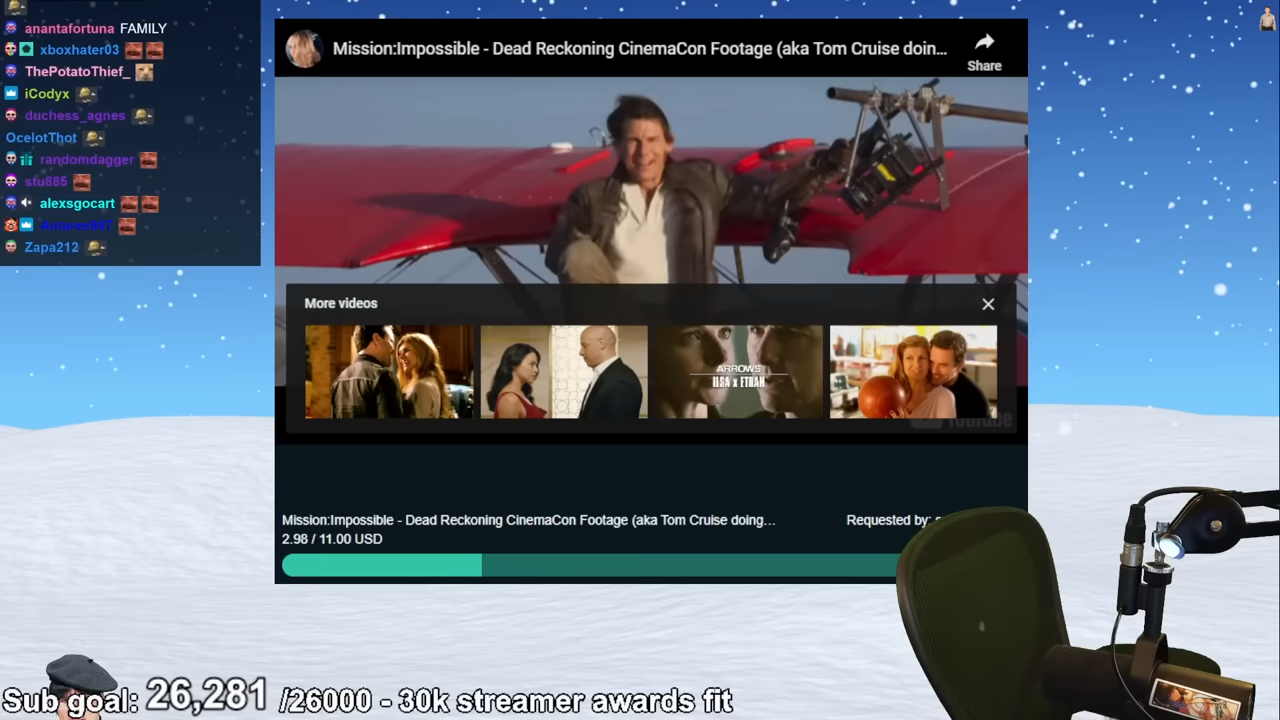 anantafortuna FAMILY
xboxhater03
ThePotatoThief_
iCodyx
duchess_agnes
OcelotThot
randomdagger
stu885
alexsgocart
Zapa212
Mission:Impossible - Dead Reckoning CinemaCon Footage (aka Tom Cruise doin...
Share
More videos
ARROWS
ILSA x ETHAN
YouTube
Mission:Impossible - Dead Reckoning CinemaCon Footage (aka Tom Cruise doing...
Requested by:
2.98 / 11.00 USD
Sub goal: 26,281 /26000 - 30k streamer awards fit